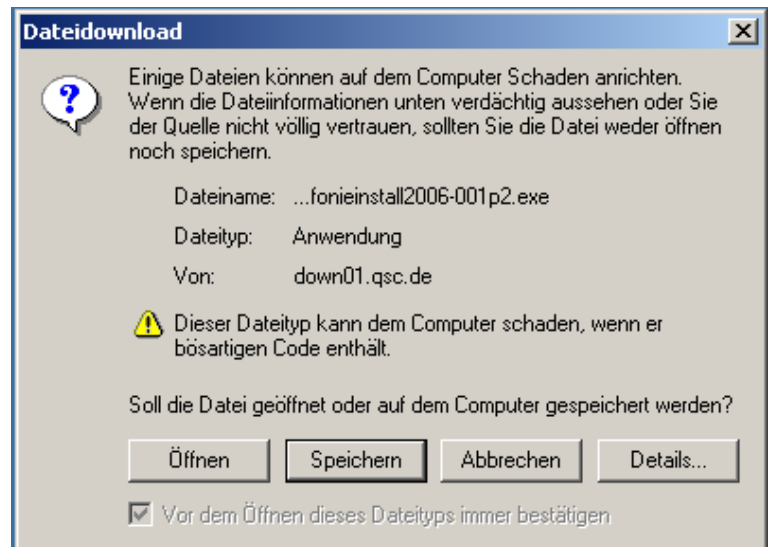 Dateidownload
Einige Dateien können auf dem Computer Schaden anrichten.
Wenn die Dateiinformationen unten verdächtig aussehen oder Sie
der Quelle nicht völlig vertrauen, sollten Sie die Datei weder öffnen
noch speichern.
Dateiname: ...fonieinstall2006-001p2.exe
Dateityp: Anwendung
Von: down01.qsc.de
Dieser Dateityp kann dem Computer schaden, wenn er
bösartigen Code enthält.
Soll die Datei geöffnet oder auf dem Computer gespeichert werden?
Öffnen Speichern Abbrechen Details...
Vor dem Öffnen dieses Dateityps immer bestätigen